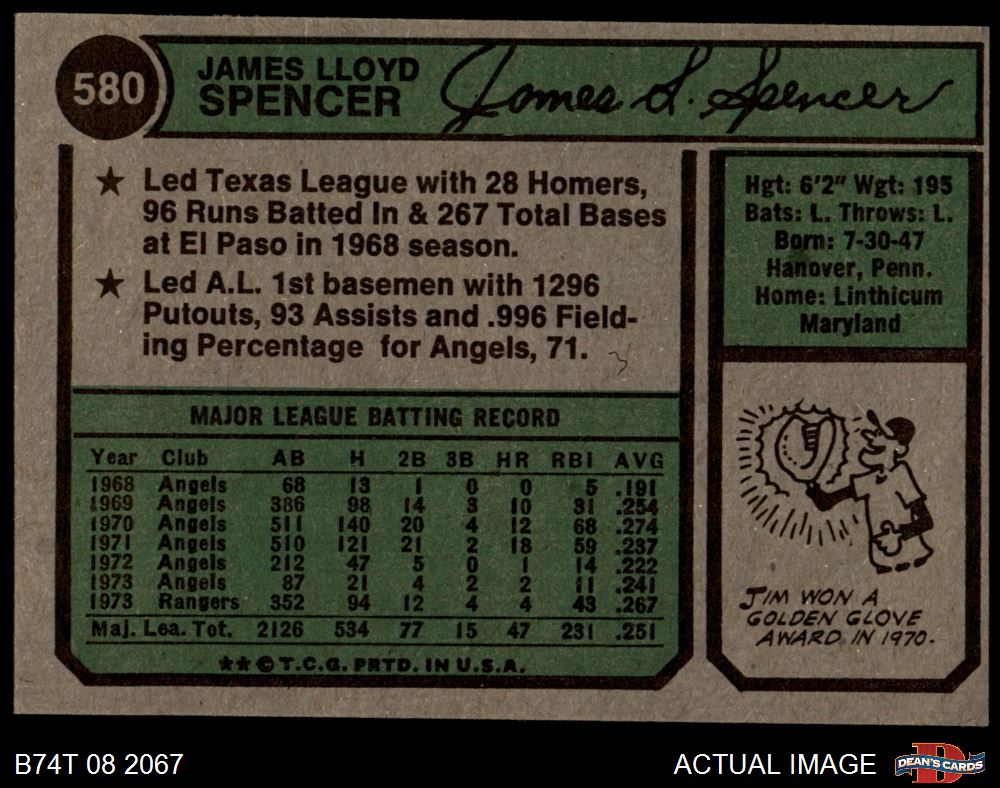 580
JAMES LLOYD
SPENCER
James L. Spencer
★ Led Texas League with 28 Homers,
96 Runs Batted In & 267 Total Bases
at El Paso in 1968 season.
★ Led A.L. 1st basemen with 1296
Putouts, 93 Assists and .996 Field-
ing Percentage for Angels, 71.
Hgt: 6'2" Wgt: 195
Bats: L. Throws: L.
Born: 7-30-47
Hanover, Penn.
Home: Linthicum
Maryland
MAJOR LEAGUE BATTING RECORD
Year Club AB H 2B 3B HR RBI AVG
1968 Angels 68 13 1 0 0 5 .191
1969 Angels 386 98 14 3 10 31 .254
1970 Angels 511 140 20 4 12 68 .274
1971 Angels 510 121 21 2 18 59 .237
1972 Angels 212 47 5 0 1 14 .222
1973 Angels 87 21 4 2 2 11 .241
1973 Rangers 352 94 12 4 4 43 .267
Maj. Lea. Tot. 2126 534 77 15 47 231 .251
★★ © T.C.G. PRTD. IN U.S.A.
JIM WON A
GOLDEN GLOVE
AWARD IN 1970.
B74T 08 2067
ACTUAL IMAGE
DEAN'S CARDS